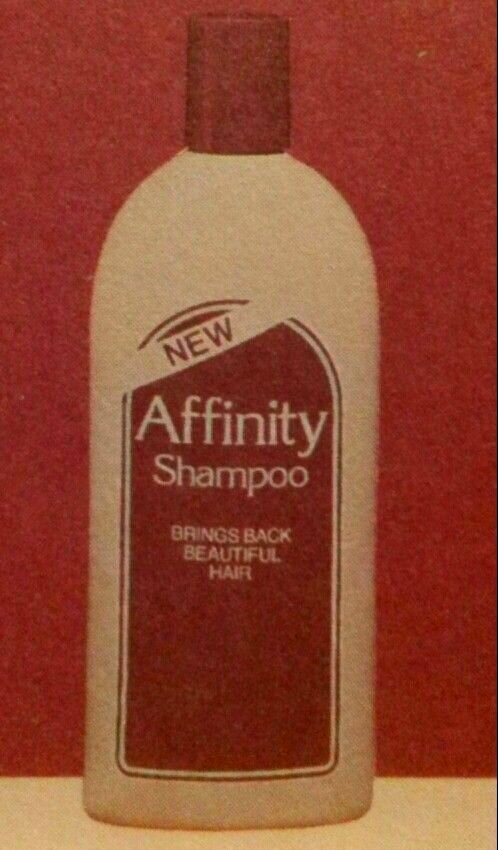 NEW
Affinity
Shampoo
BRINGS BACK
BEAUTIFUL
HAIR